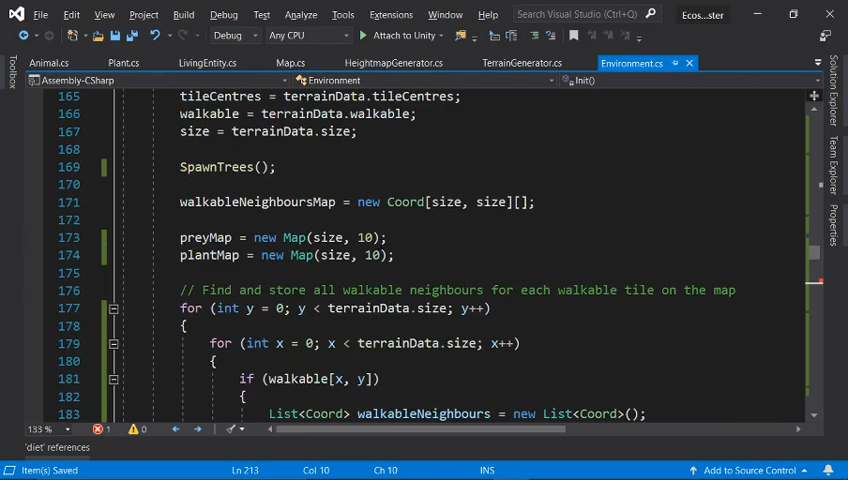 File Edit View Project Build Debug Test Analyze Tools Extensions Window Help Search Visual Studio (Ctrl+Q) Ecos...ster
Debug Any CPU Attach to Unity
Animal.cs Plant.cs LivingEntity.cs Map.cs HeightmapGenerator.cs TerrainGenerator.cs Environment.cs
Assembly-CSharp Environment Init()
165 tileCentres = terrainData.tileCentres;
166 walkable = terrainData.walkable;
167 size = terrainData.size;
168
169 SpawnTrees();
170
171 walkableNeighboursMap = new Coord[size, size][];
172
173 preyMap = new Map(size, 10);
174 plantMap = new Map(size, 10);
175
176 // Find and store all walkable neighbours for each walkable tile on the map
177 for (int y = 0; y < terrainData.size; y++)
178 {
179 for (int x = 0; x < terrainData.size; x++)
180 {
181 if (walkable[x, y])
182 {
183 List<Coord> walkableNeighbours = new List<Coord>();
133 % 1 0
'diet' references
Item(s) Saved Ln 213 Col 10 Ch 10 INS Add to Source Control
Toolbox
Solution Explorer
Team Explorer
Properties